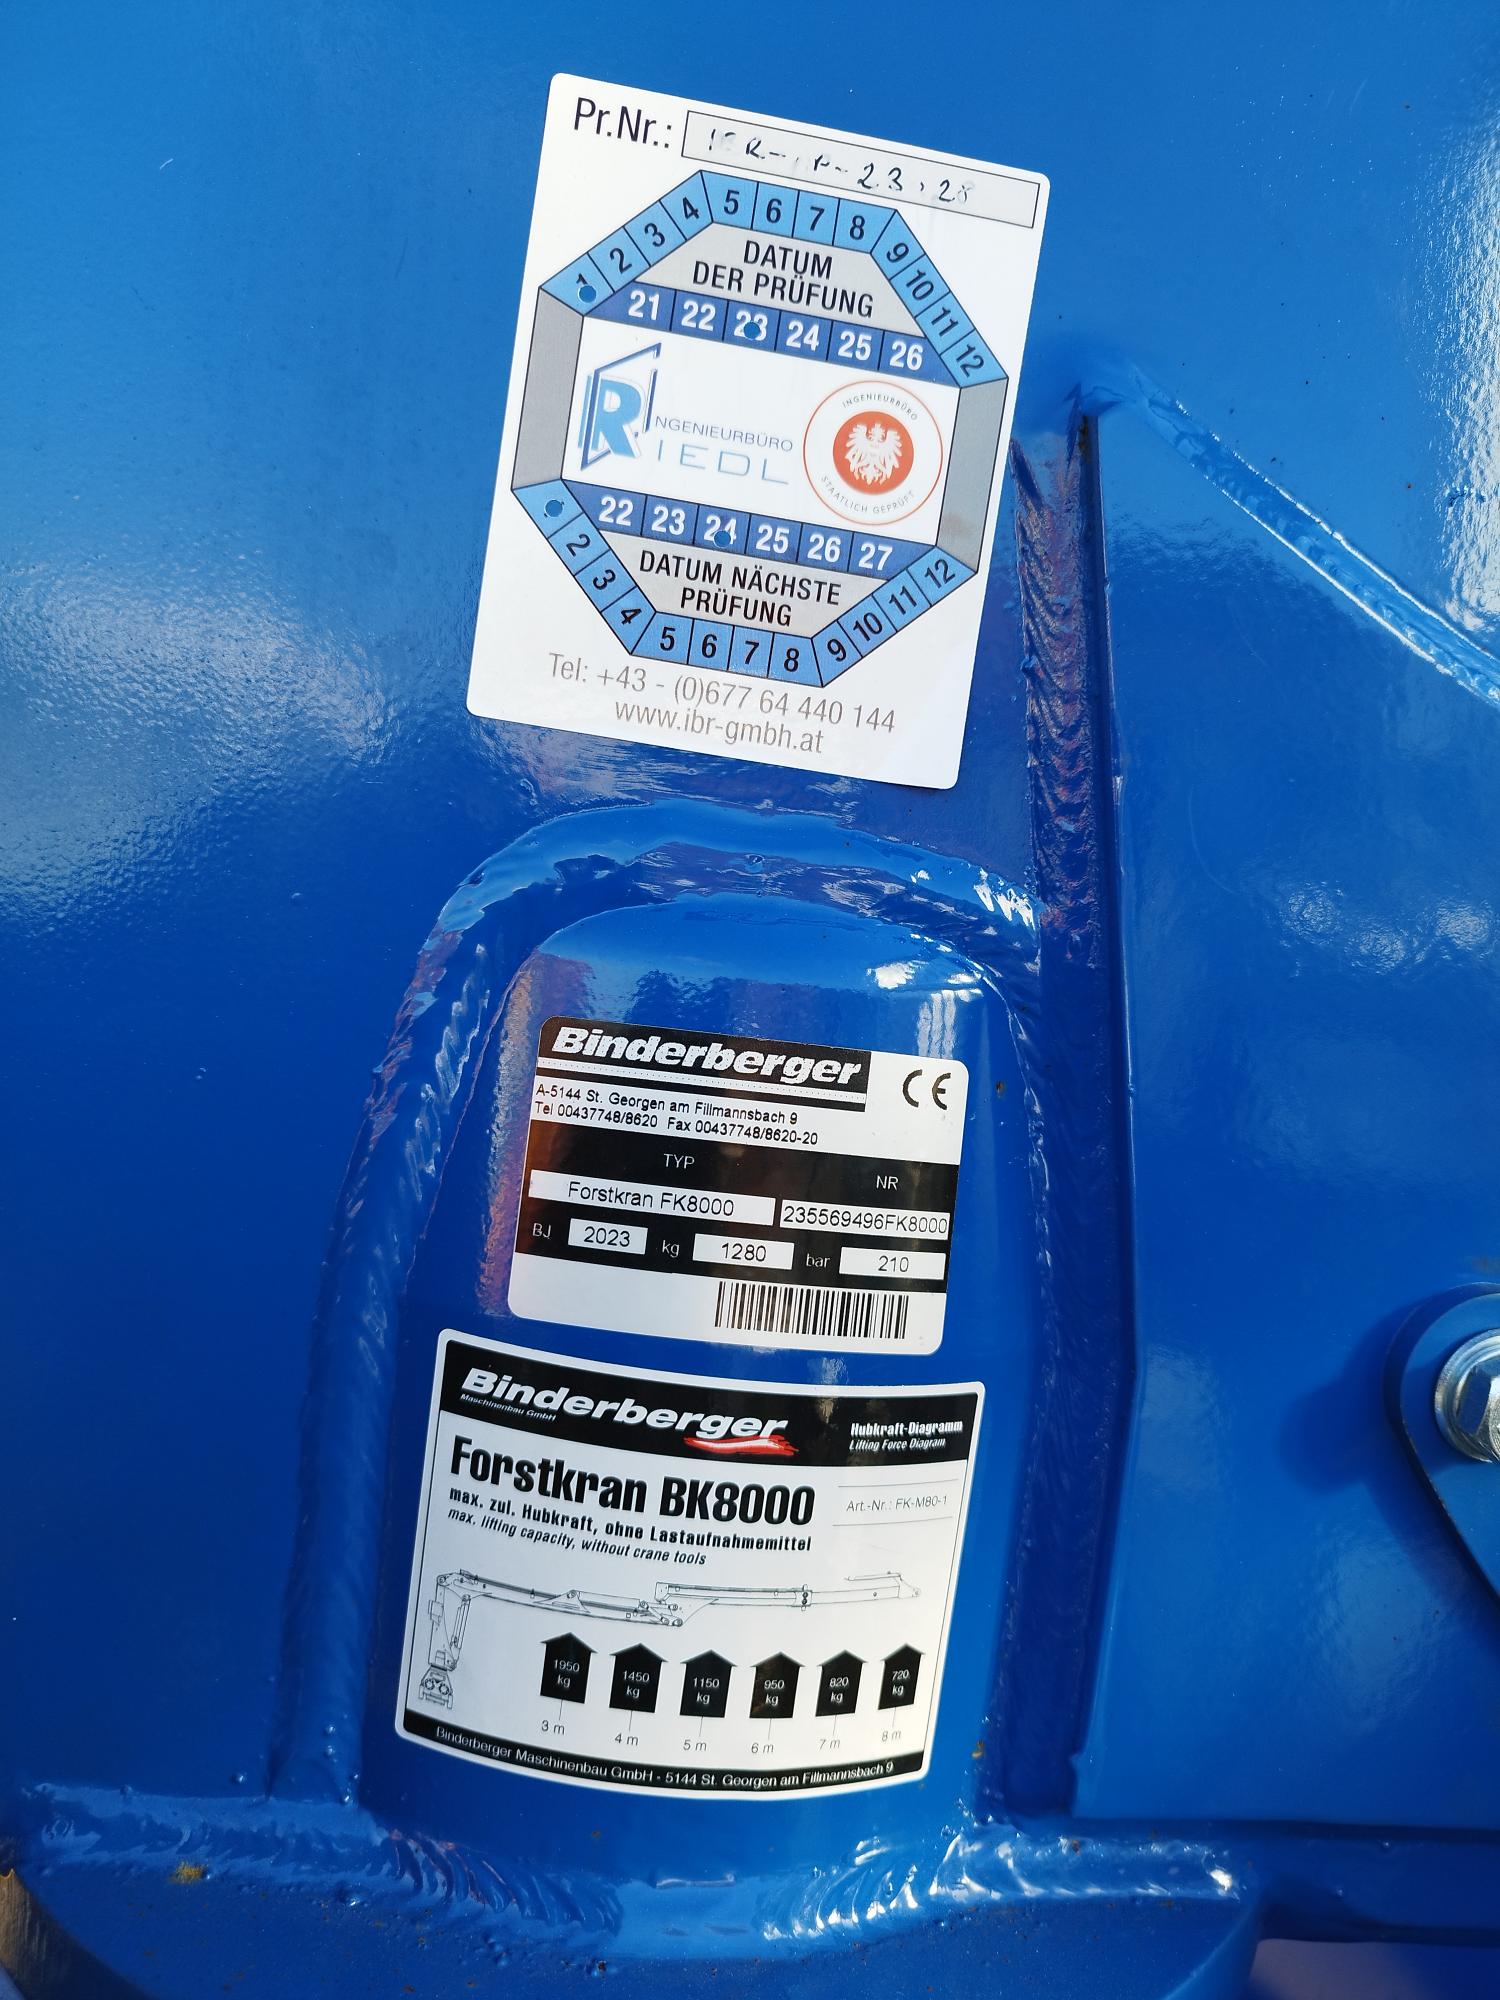 Pr.Nr.:
1 2 3 4 5 6 7 8 9 10 11 12
DATUM
DER PRÜFUNG
21 22 23 24 25 26
R
INGENIEURBÜRO
RIEDL
INGENIEURBÜRO
STAATLICH GEPRÜFT
22 23 24 25 26 27
DATUM NÄCHSTE
PRÜFUNG
2 3 4 5 6 7 8 9 10 11 12
Tel: +43 - (0)677 64 440 144
www.ibr-gmbh.at
Binderberger CE
A-5144 St. Georgen am Fillmannsbach 9
Tel 00437748/8620 Fax 00437748/8620-20
TYP NR
Forstkran FK8000 235569496FK8000
BJ 2023 kg 1280 bar 210
Binderberger
Maschinenbau GmbH
Hubkraft-Diagramm
Lifting Force Diagram
Forstkran BK8000
Art.-Nr.: FK-M80-1
max. zul. Hubkraft, ohne Lastaufnahmemittel
max. lifting capacity, without crane tools
1950 kg 1450 kg 1150 kg 950 kg 820 kg 720 kg
3 m 4 m 5 m 6 m 7 m 8 m
Binderberger Maschinenbau GmbH - 5144 St. Georgen am Fillmannsbach 9